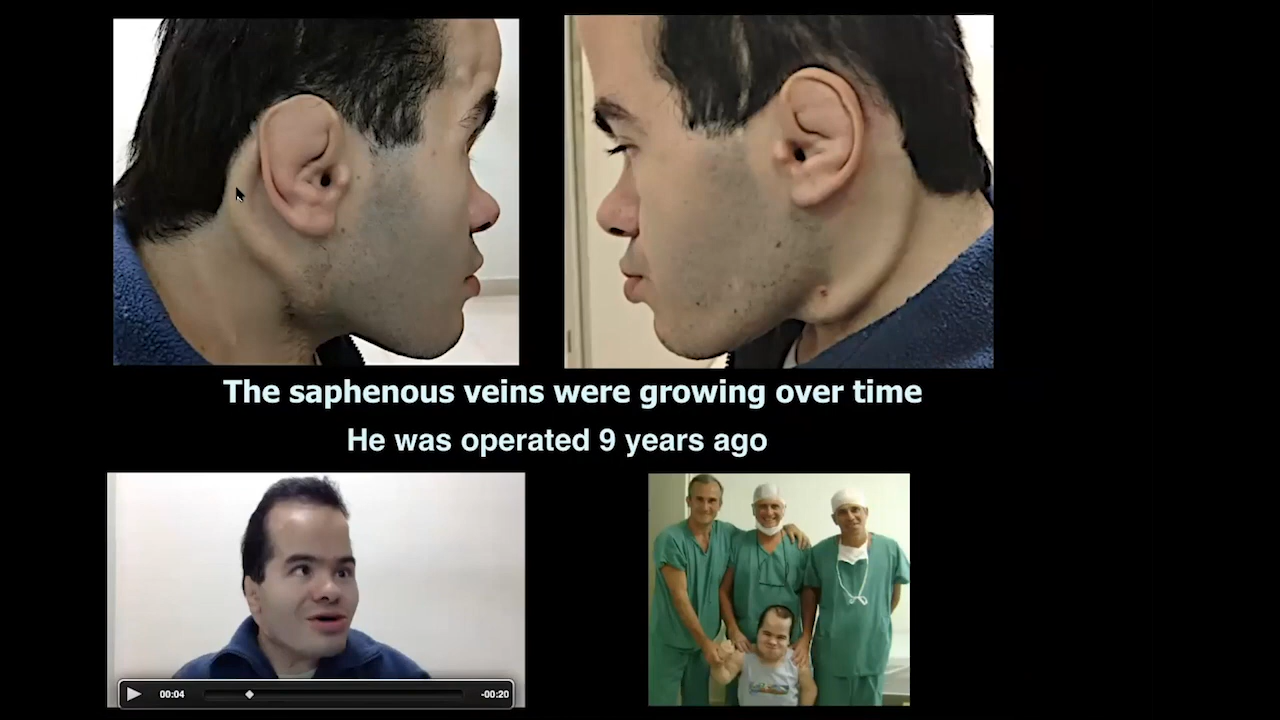 The saphenous veins were growing over time
He was operated 9 years ago
00:04
-00:20